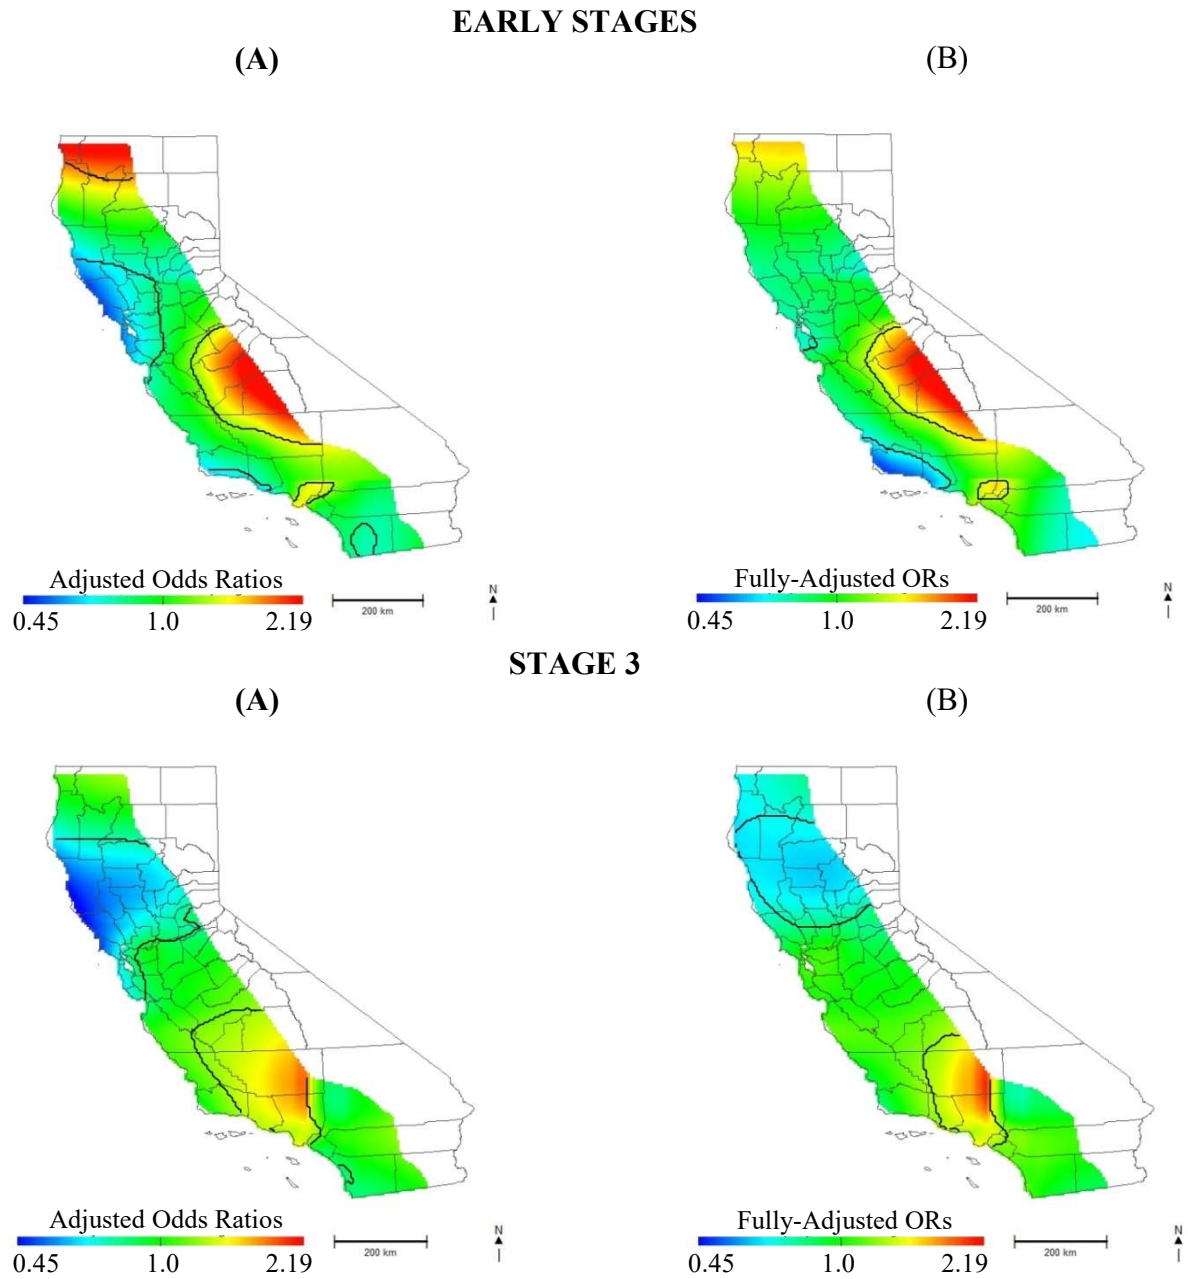 EARLY STAGES
(A) (B)
Adjusted Odds Ratios
0.45 1.0 2.19
200 km
N
Fully-Adjusted ORs
0.45 1.0 2.19
200 km
N
STAGE 3
(A) (B)
Adjusted Odds Ratios
0.45 1.0 2.19
200 km
N
Fully-Adjusted ORs
0.45 1.0 2.19
200 km
N